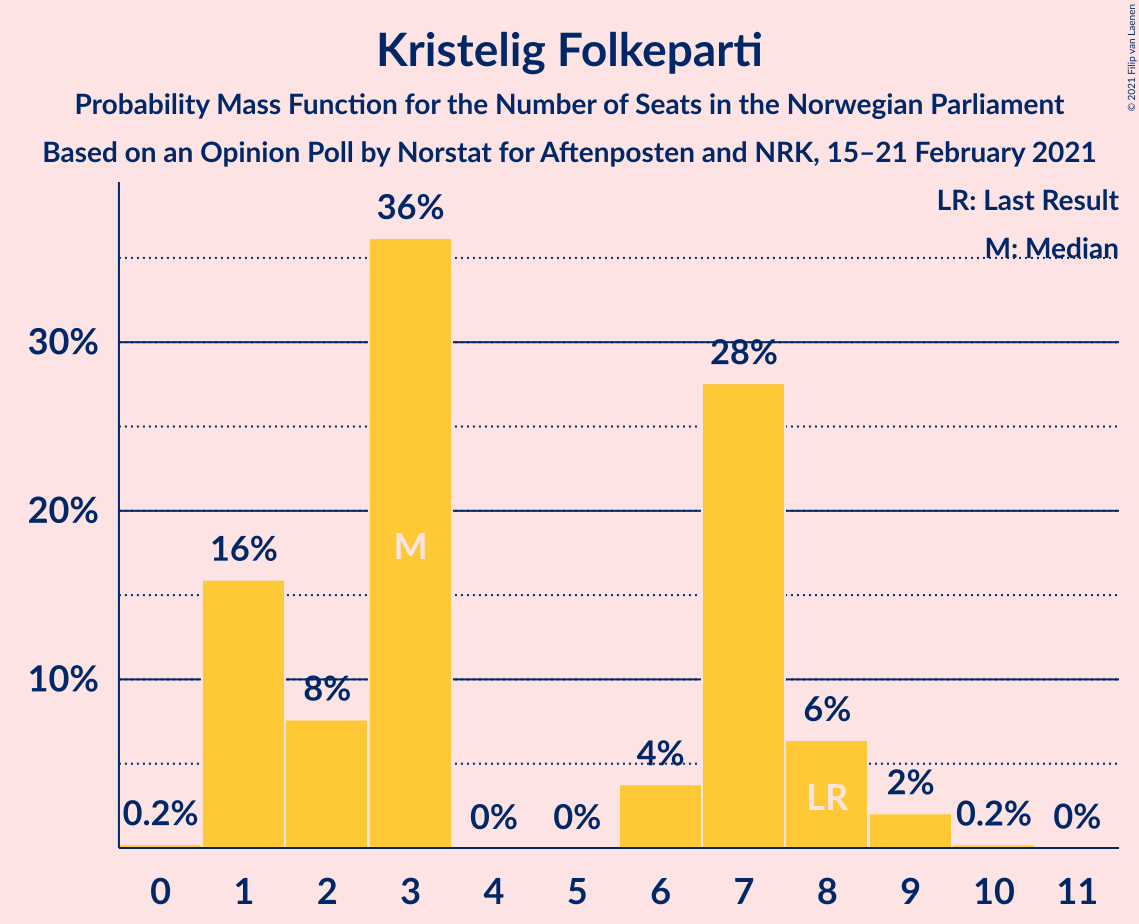 Kristelig Folkeparti
Probability Mass Function for the Number of Seats in the Norwegian Parliament
Based on an Opinion Poll by Norstat for Aftenposten and NRK, 15–21 February 2021
© 2021 Filip van Laenen
LR: Last Result
M: Median
36%
30%
28%
20%
16%
M
10%
8%
6%
4%
LR
2%
0.2%
0%
0%
0.2%
0%
0 1 2 3 4 5 6 7 8 9 10 11